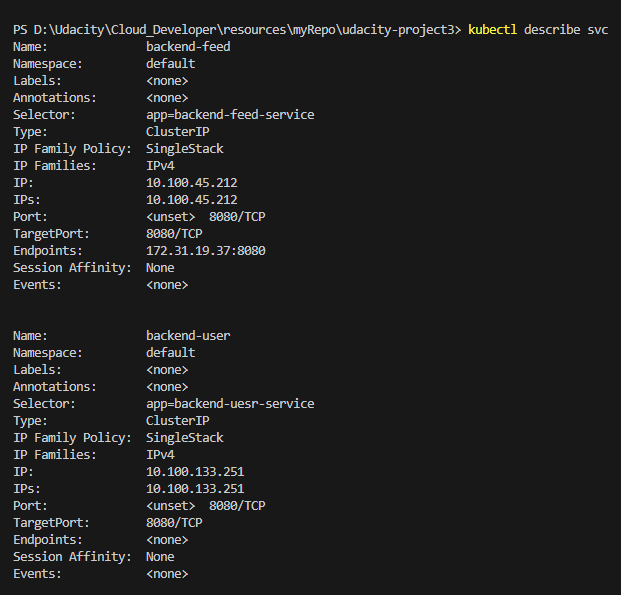 PS D:\Udacity\Cloud_Developer\resources\myRepo\udacity-project3> kubectl describe svc
Name: backend-feed
Namespace: default
Labels: <none>
Annotations: <none>
Selector: app=backend-feed-service
Type: ClusterIP
IP Family Policy: SingleStack
IP Families: IPv4
IP: 10.100.45.212
IPs: 10.100.45.212
Port: <unset> 8080/TCP
TargetPort: 8080/TCP
Endpoints: 172.31.19.37:8080
Session Affinity: None
Events: <none>
Name: backend-user
Namespace: default
Labels: <none>
Annotations: <none>
Selector: app=backend-uesr-service
Type: ClusterIP
IP Family Policy: SingleStack
IP Families: IPv4
IP: 10.100.133.251
IPs: 10.100.133.251
Port: <unset> 8080/TCP
TargetPort: 8080/TCP
Endpoints: <none>
Session Affinity: None
Events: <none>